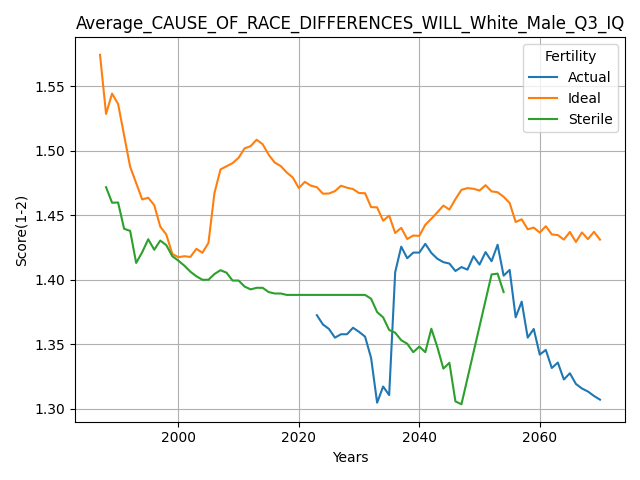 Average_CAUSE_OF_RACE_DIFFERENCES_WILL_White_Male_Q3_IQ
Fertility
Actual
Ideal
Sterile
Score(1-2)
1.55
1.50
1.45
1.40
1.35
1.30
2000 2020 2040 2060
Years